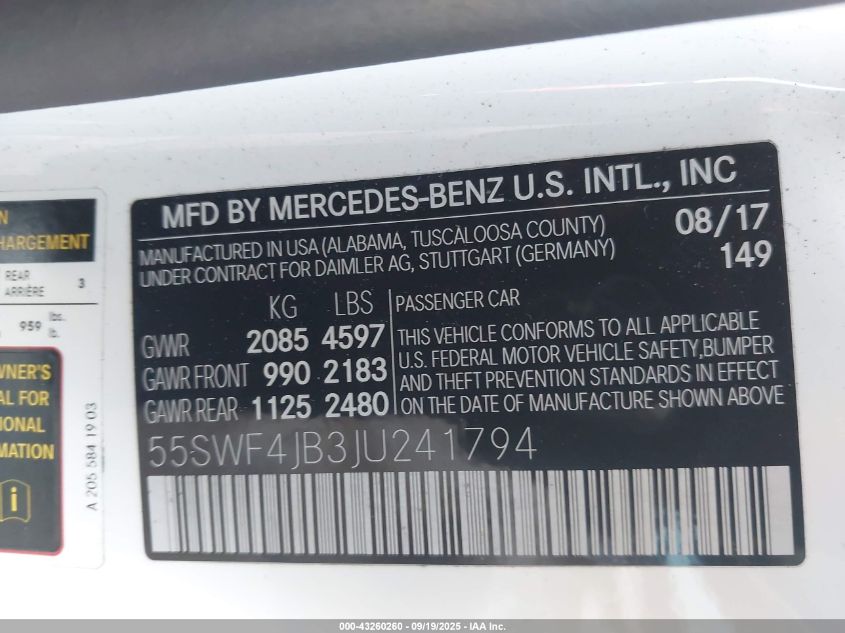 N
HARGEMENT
REAR 3
ARRIÈRE
959 lbs.
lb.
WNER'S
AL FOR
IONAL
ATION
i
A 205 584 19 03
MFD BY MERCEDES-BENZ U.S. INTL., INC
MANUFACTURED IN USA (ALABAMA, TUSCALOOSA COUNTY) 08/17
UNDER CONTRACT FOR DAIMLER AG, STUTTGART (GERMANY) 149
KG LBS PASSENGER CAR
GVWR 2085 4597
GAWR FRONT 990 2183
GAWR REAR 1125 2480
THIS VEHICLE CONFORMS TO ALL APPLICABLE
U.S. FEDERAL MOTOR VEHICLE SAFETY,BUMPER
AND THEFT PREVENTION STANDARDS IN EFFECT
ON THE DATE OF MANUFACTURE SHOWN ABOVE
55SWF4JB3JU241794
000-43260260 - 09/19/2025 - IAA Inc.